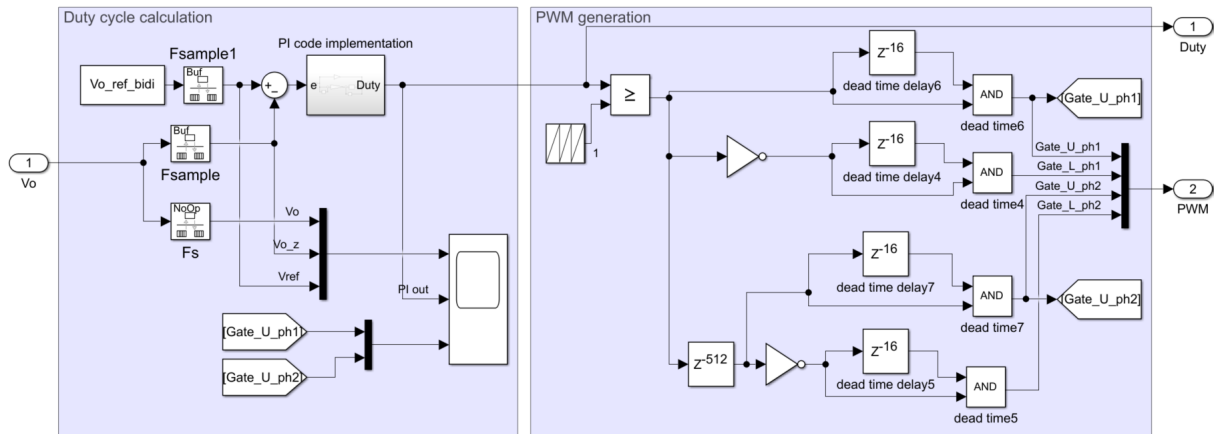 Duty cycle calculation
PWM generation
Fsample1
PI code implementation
Vo_ref_bidi
Buf
+
-
e
Duty
≥
1
Z-16
dead time delay6
AND
dead time6
[Gate_U_ph1]
1
Duty
1
Vo
Buf
Fsample
NoOp
Fs
Vo
Vo_z
Vref
PI out
[Gate_U_ph1]
[Gate_U_ph2]
Z-16
dead time delay4
AND
dead time4
Gate_U_ph1
Gate_L_ph1
Gate_U_ph2
Gate_L_ph2
2
PWM
Z-16
dead time delay7
AND
dead time7
[Gate_U_ph2]
Z-512
Z-16
dead time delay5
AND
dead time5